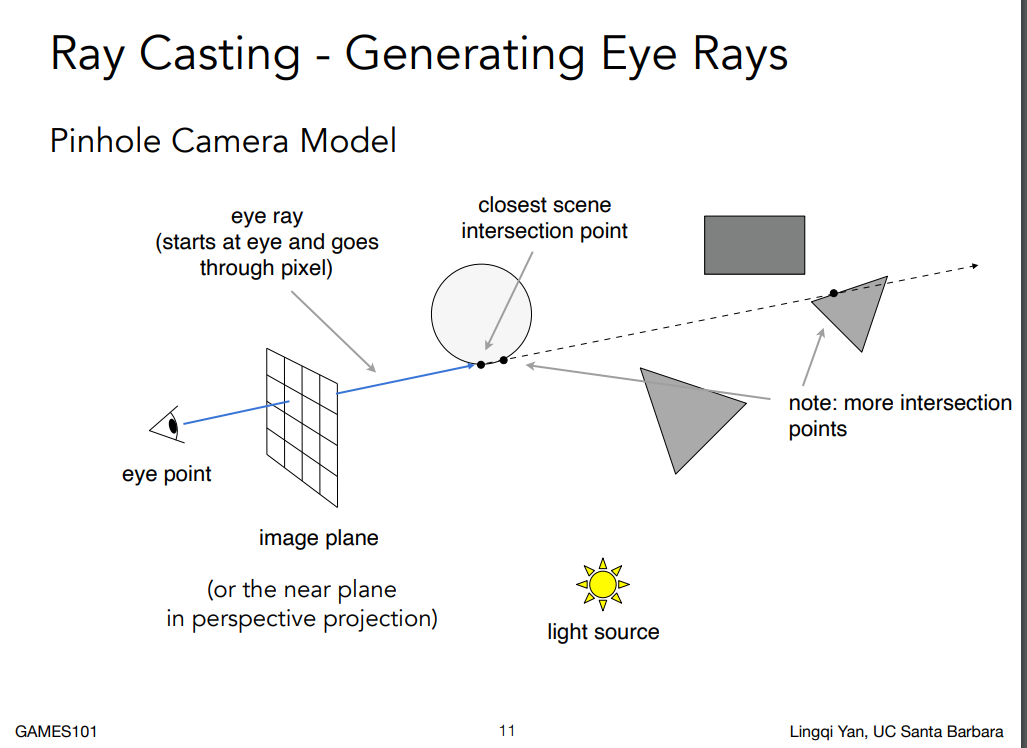 Ray Casting - Generating Eye Rays
Pinhole Camera Model
eye ray
(starts at eye and goes
through pixel)
closest scene
intersection point
note: more intersection
points
eye point
image plane
(or the near plane
in perspective projection)
light source
GAMES101
11
Lingqi Yan, UC Santa Barbara